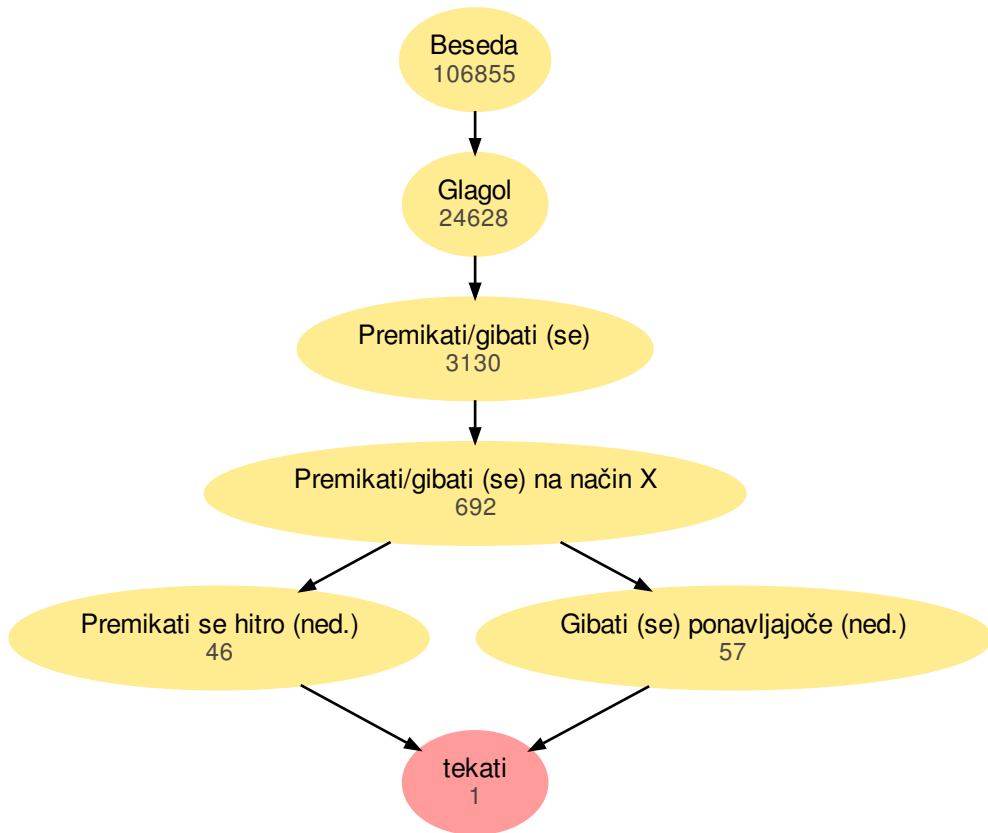 Beseda
106855
Glagol
24628
Premikati/gibati (se)
3130
Premikati/gibati (se) na način X
692
Premikati se hitro (ned.)
46
Gibati (se) ponavljajoče (ned.)
57
tekati
1